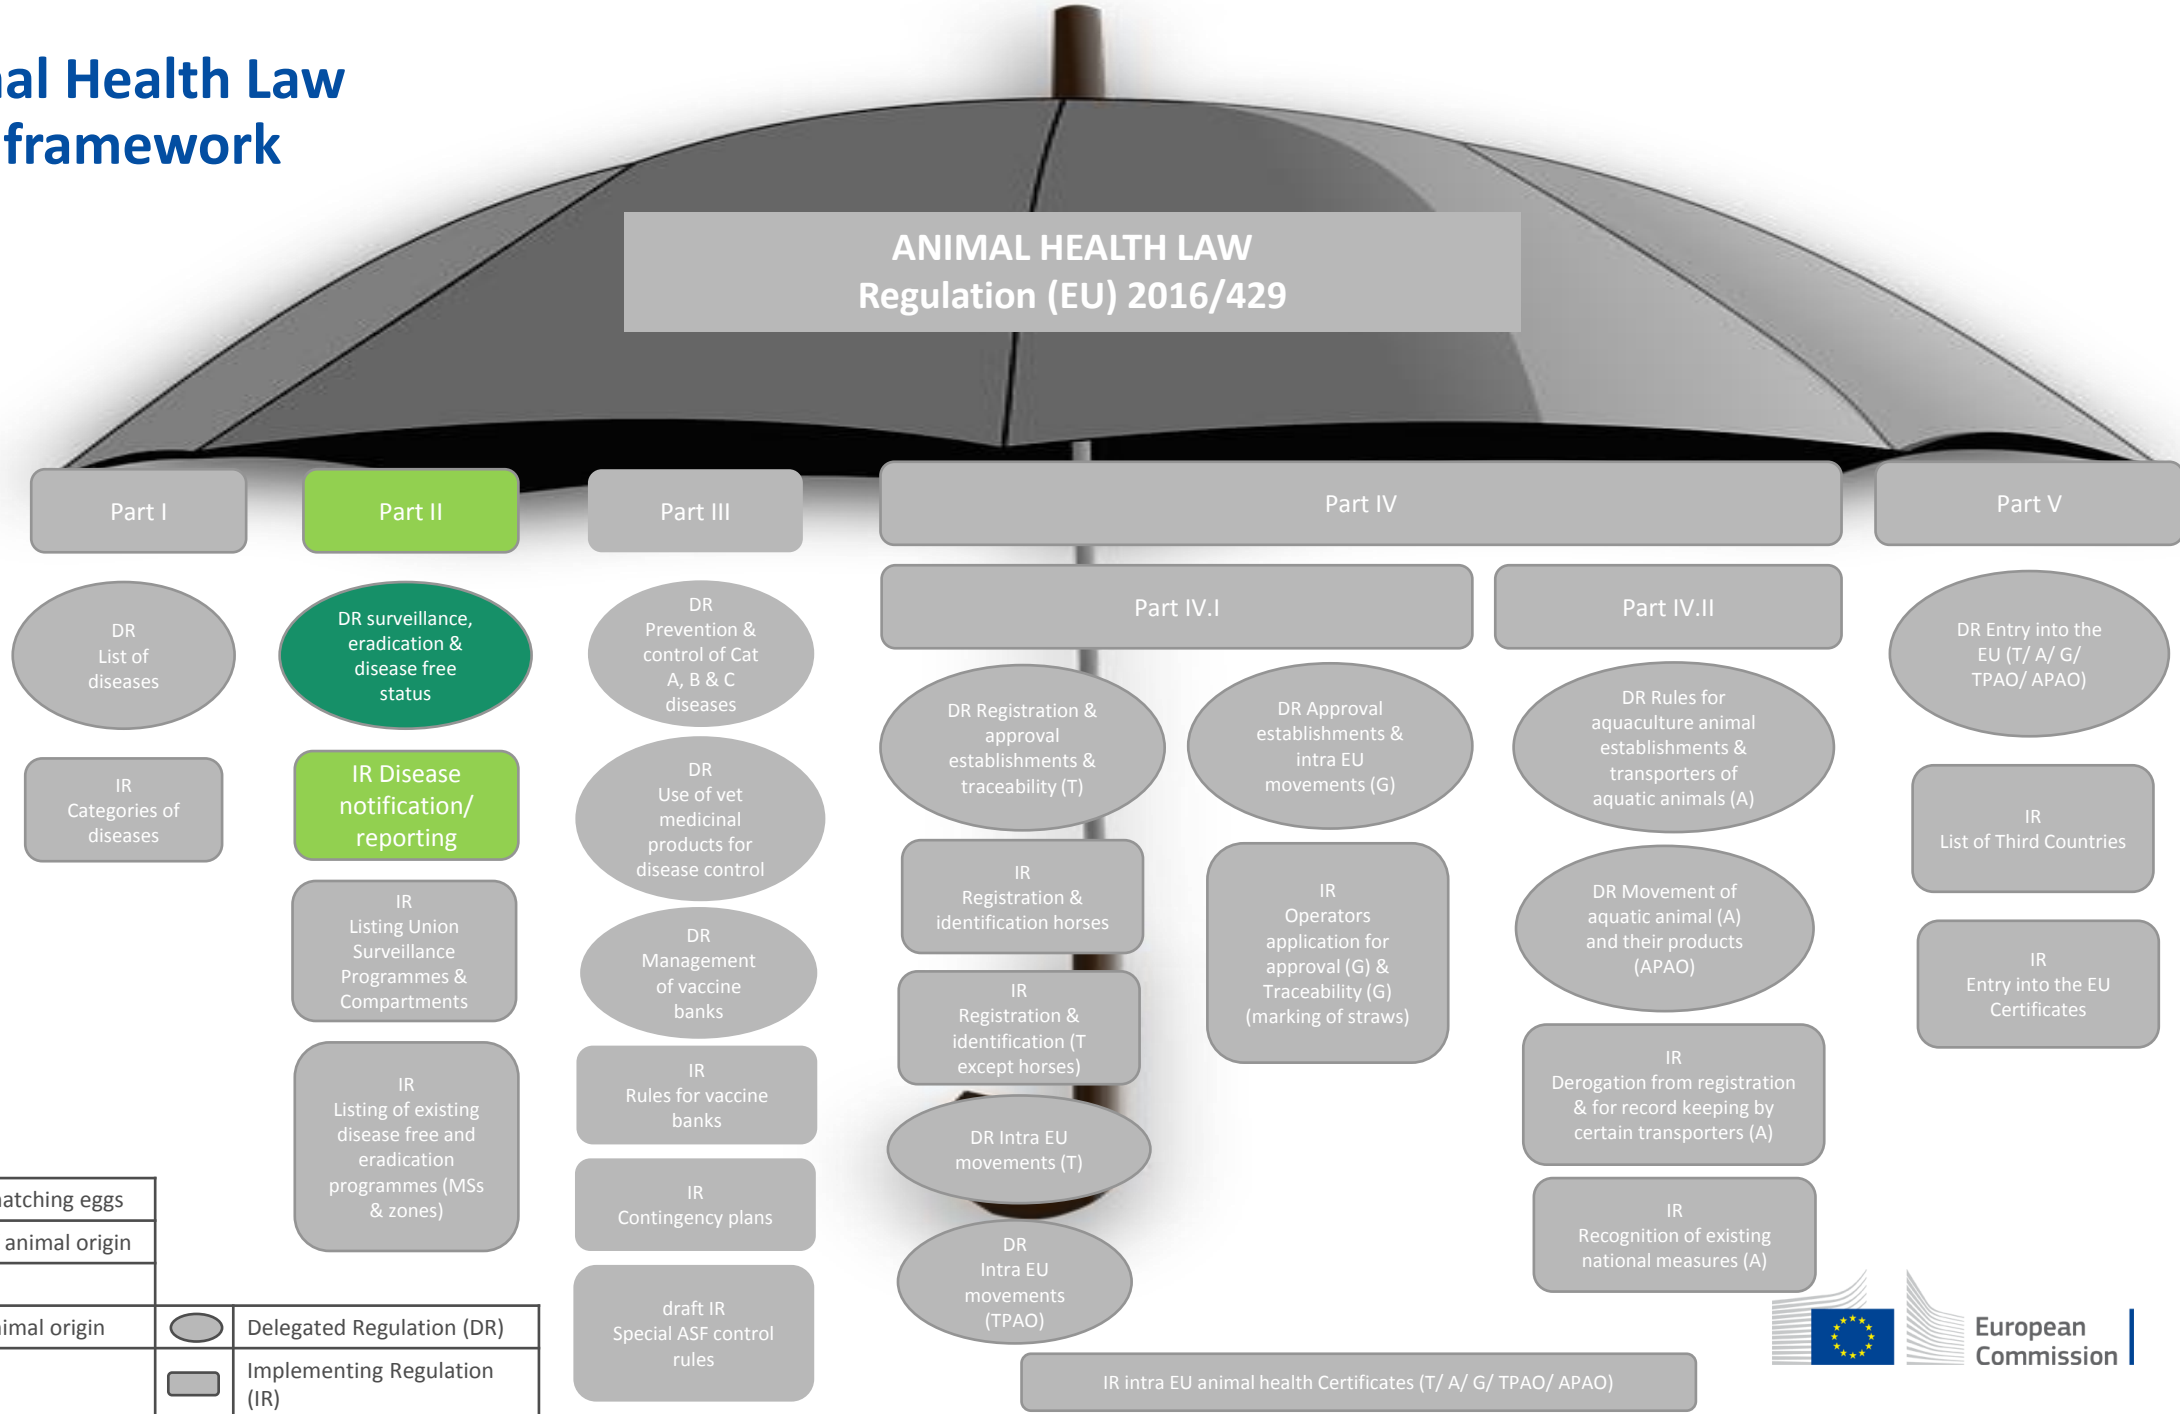 Health Law
framework
ANIMAL HEALTH LAW
Regulation (EU) 2016/429
Part I
Part II
Part III
Part IV
Part V
DR
List of
diseases
IR
Categories of
diseases
DR surveillance,
eradication &
disease free
status
IR Disease
notification/
reporting
IR
Listing Union
Surveillance
Programmes &
Compartments
IR
Listing of existing
disease free and
eradication
programmes (MSs
& zones)
DR
Prevention &
control of Cat
A, B & C
diseases
DR
Use of vet
medicinal
products for
disease control
DR
Management
of vaccine
banks
IR
Rules for vaccine
banks
IR
Contingency plans
draft IR
Special ASF control
rules
Part IV.I
Part IV.II
DR Registration &
approval
establishments &
traceability (T)
IR
Registration &
identification horses
IR
Registration &
identification (T
except horses)
DR Intra EU
movements (T)
DR
Intra EU
movements
(TPAO)
DR Approval
establishments &
intra EU
movements (G)
IR
Operators
application for
approval (G) &
Traceability (G)
(marking of straws)
DR Rules for
aquaculture animal
establishments &
transporters of
aquatic animals (A)
DR Movement of
aquatic animal (A)
and their products
(APAO)
IR
Derogation from registration
& for record keeping by
certain transporters (A)
IR
Recognition of existing
national measures (A)
IR intra EU animal health Certificates (T/ A/ G/ TPAO/ APAO)
DR Entry into the
EU (T/ A/ G/
TPAO/ APAO)
IR
List of Third Countries
IR
Entry into the EU
Certificates
eggs
animal origin
origin
Delegated Regulation (DR)
Implementing Regulation
(IR)
European
Commission